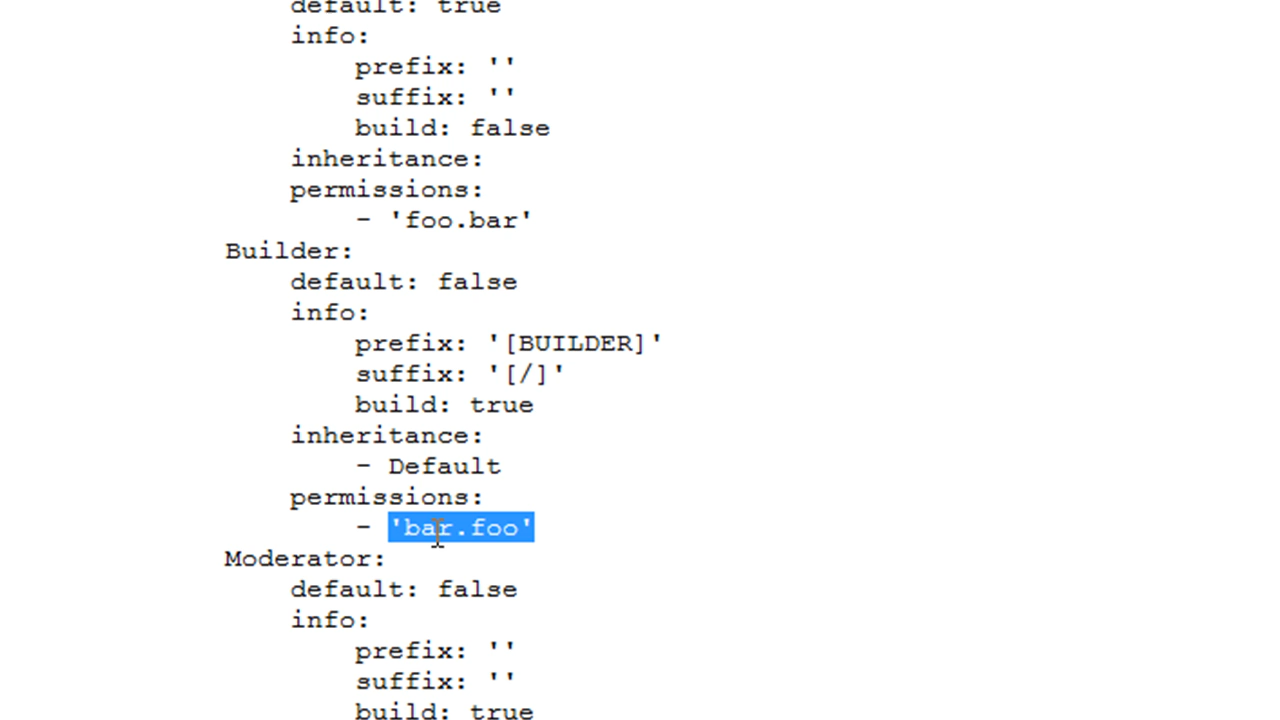 default: true
info:
prefix: ''
suffix: ''
build: false
inheritance:
permissions:
- 'foo.bar'
Builder:
default: false
info:
prefix: '[BUILDER]'
suffix: '[/]'
build: true
inheritance:
- Default
permissions:
- 'bar.foo'
Moderator:
default: false
info:
prefix: ''
suffix: ''
build: true